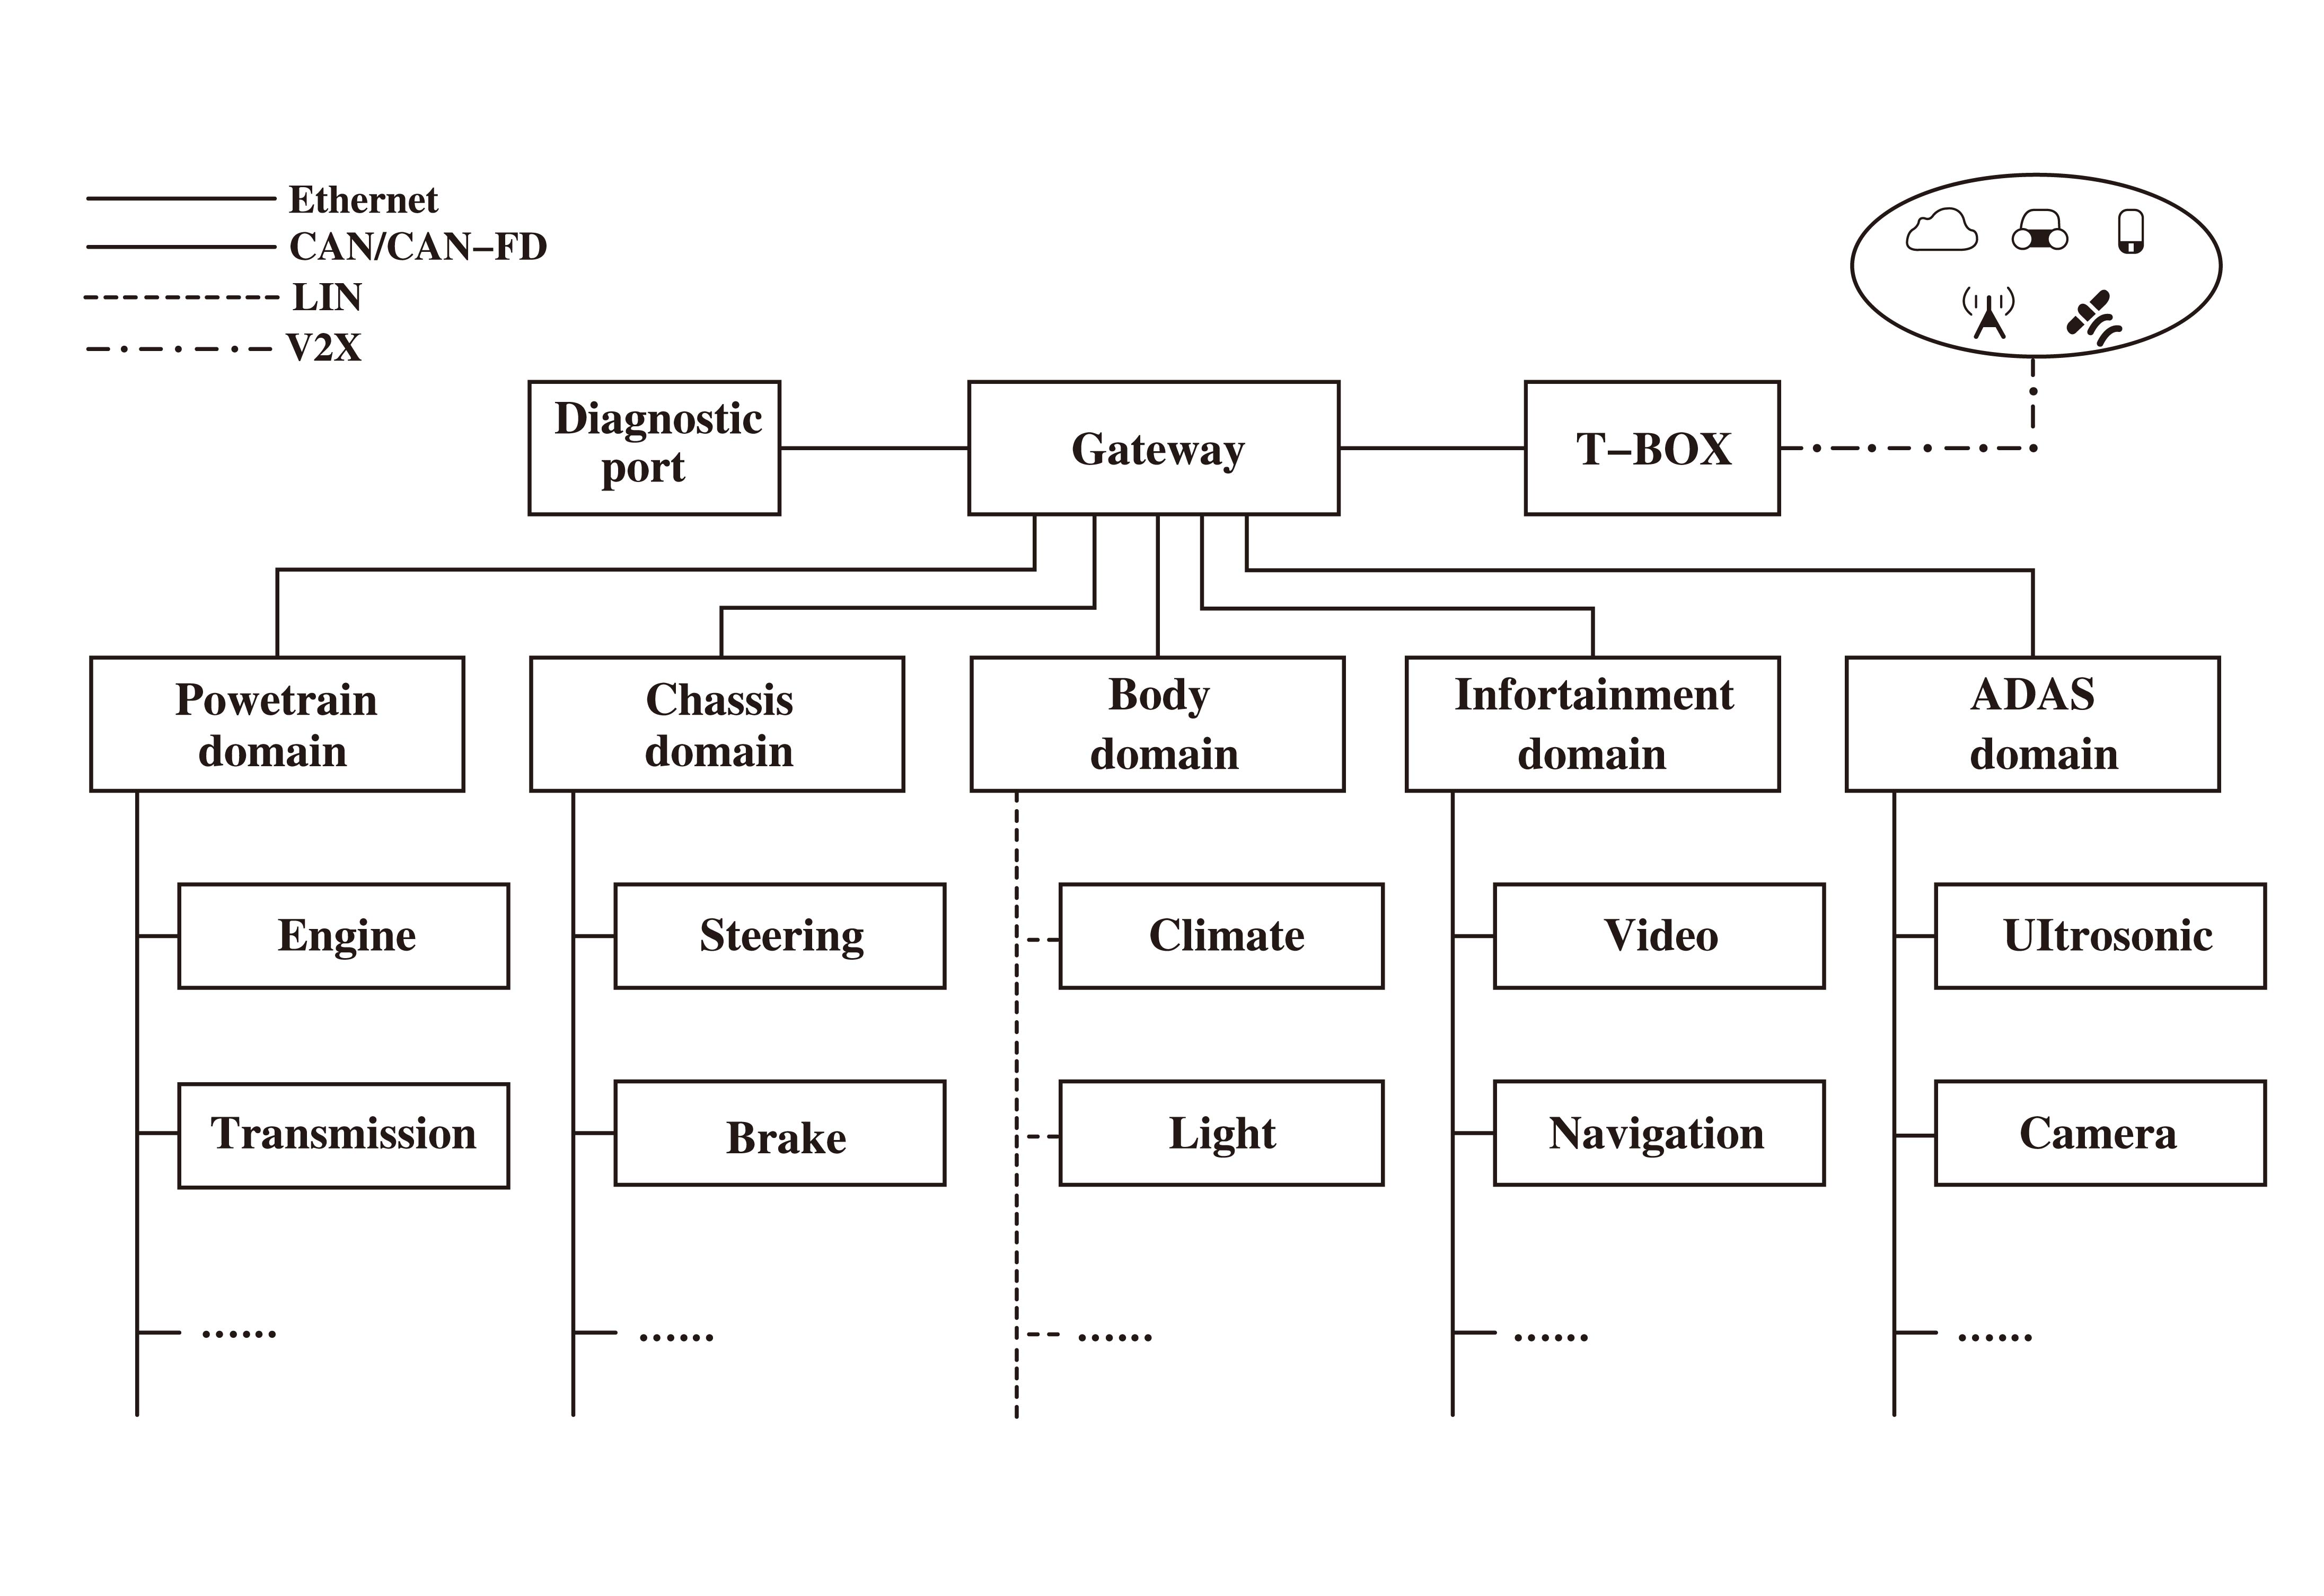 Ethernet
CAN/CAN–FD
LIN
V2X
Diagnostic
port
Gateway
T–BOX
Powetrain
domain
Chassis
domain
Body
domain
Infortainment
domain
ADAS
domain
Engine
Steering
Climate
Video
UItrosonic
Transmission
Brake
Light
Navigation
Camera
......
......
......
......
......